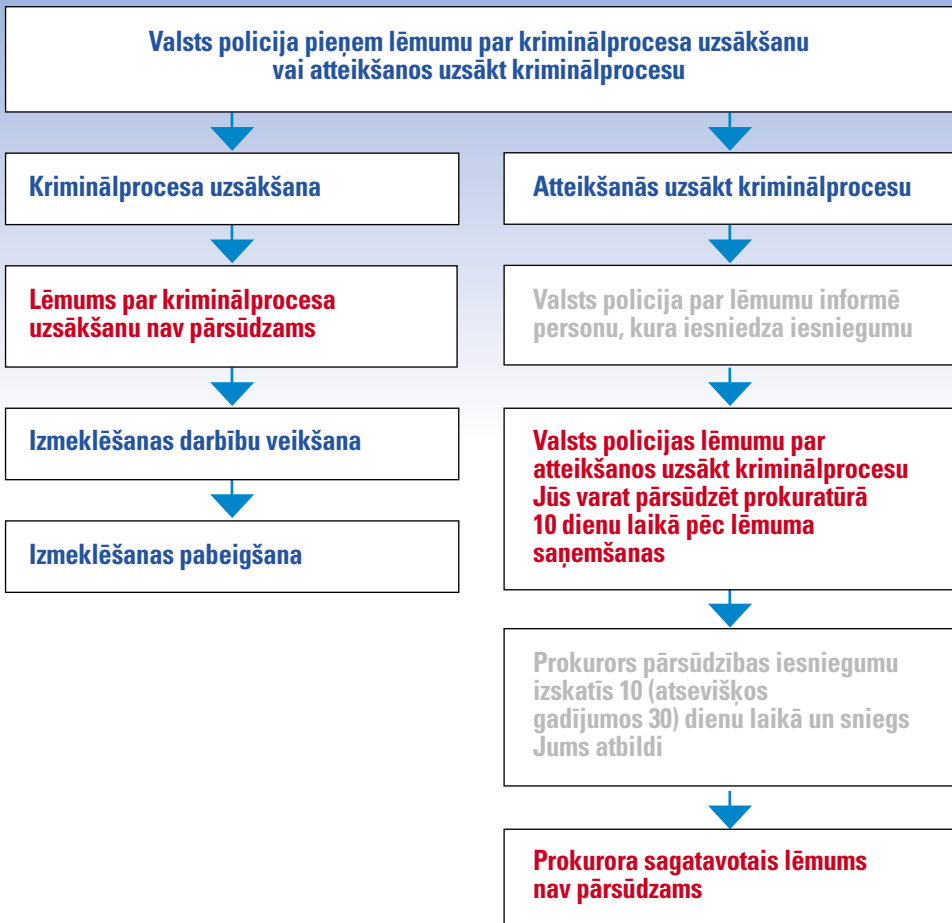 Valsts policija pieņem lēmumu par kriminālprocesa uzsākšanu
vai atteikšanos uzsākt kriminālprocesu
Kriminālprocesa uzsākšana
Lēmums par kriminālprocesa
uzsākšanu nav pārsūdzams
Izmeklēšanas darbību veikšana
Izmeklēšanas pabeigšana
Atteikšanās uzsākt kriminālprocesu
Valsts policija par lēmumu informē
personu, kura iesniedza iesniegumu
Valsts policijas lēmumu par
atteikšanos uzsākt kriminālprocesu
Jūs varat pārsūdzēt prokuratūrā
10 dienu laikā pēc lēmuma
saņemšanas
Prokurors pārsūdzības iesniegumu
izskatīs 10 (atsevišķos
gadījumos 30) dienu laikā un sniegs
Jums atbildi
Prokurora sagatavotais lēmums
nav pārsūdzams